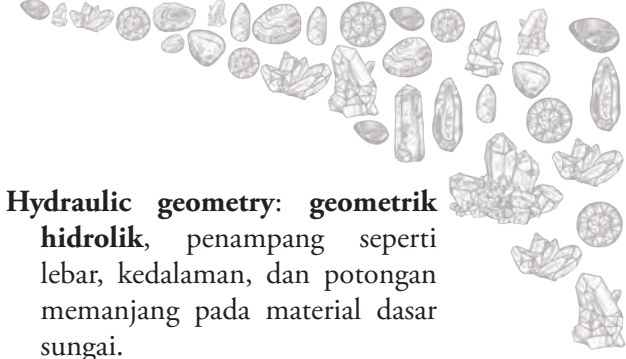 Hydraulic geometry: geometrik
hidrolik, penampang seperti
lebar, kedalaman, dan potongan
memanjang pada material dasar
sungai.